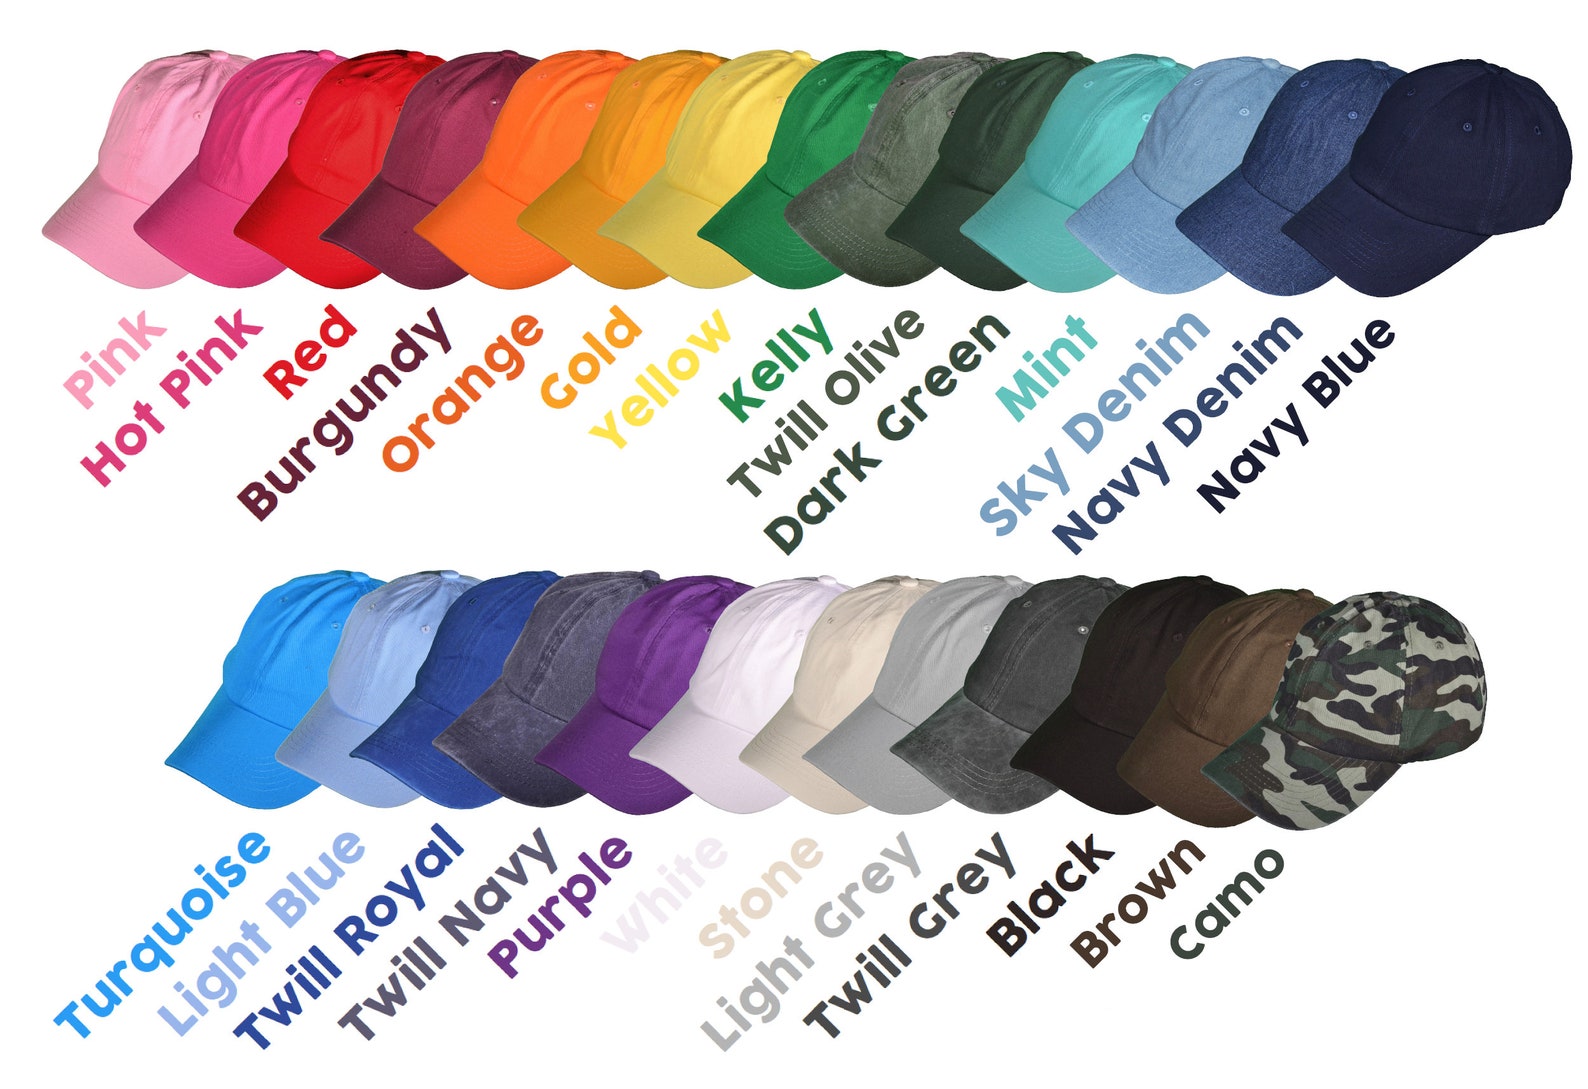 Pink
Hot Pink
Red
Burgundy
Orange
Gold
Yellow
Kelly
Twill Olive
Dark Green
Mint
Sky Denim
Navy Denim
Navy Blue
Turquoise
Light Blue
Twill Royal
Twill Navy
Purple
White
Stone
Light Grey
Twill Grey
Black
Brown
Camo